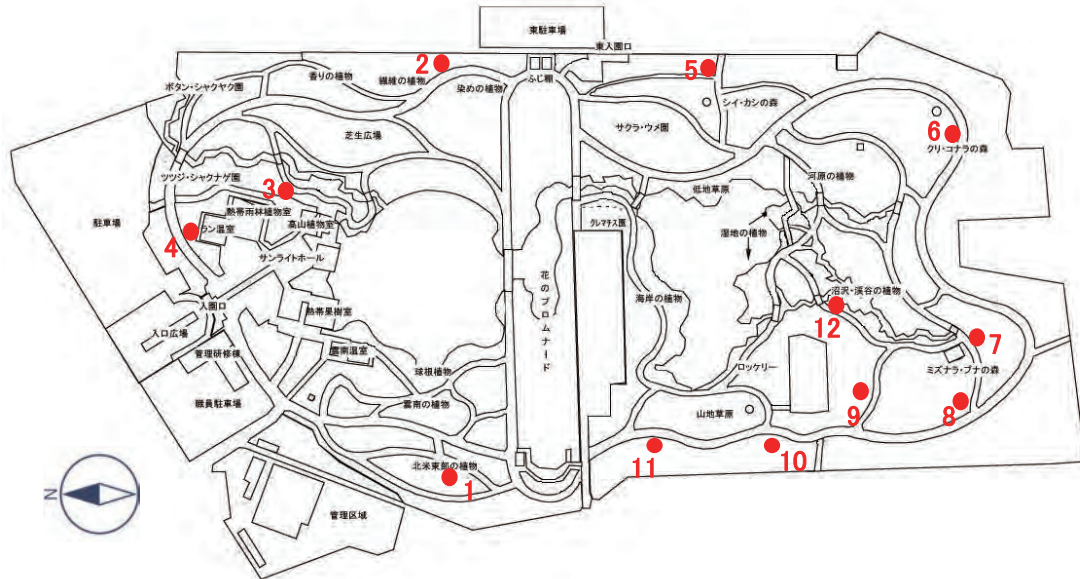 東駐車場
東入園口
2
ふじ棚
5
香りの植物
繊維の植物
染めの植物
ボタン・シャクヤク園
シイ・カシの森
サクラ・ウメ園
芝生広場
6
クリ・コナラの森
ツツジ・シャクナゲ園
3
低地草原
河原の植物
熱帯雨林植物室
高山植物室
クレマチス園
駐車場
4
ラン温室
湿地の植物
サンライトホール
花のプロムナード
海岸の植物
沼沢・渓谷の植物
入園口
熱帯果樹室
12
入口広場
7
管理研修棟
雲南温室
球根植物
ロックリー
ミズナラ・ブナの森
職員駐車場
雲南の植物
山地草原
9
8
11
10
北米東部の植物
1
N
管理区域